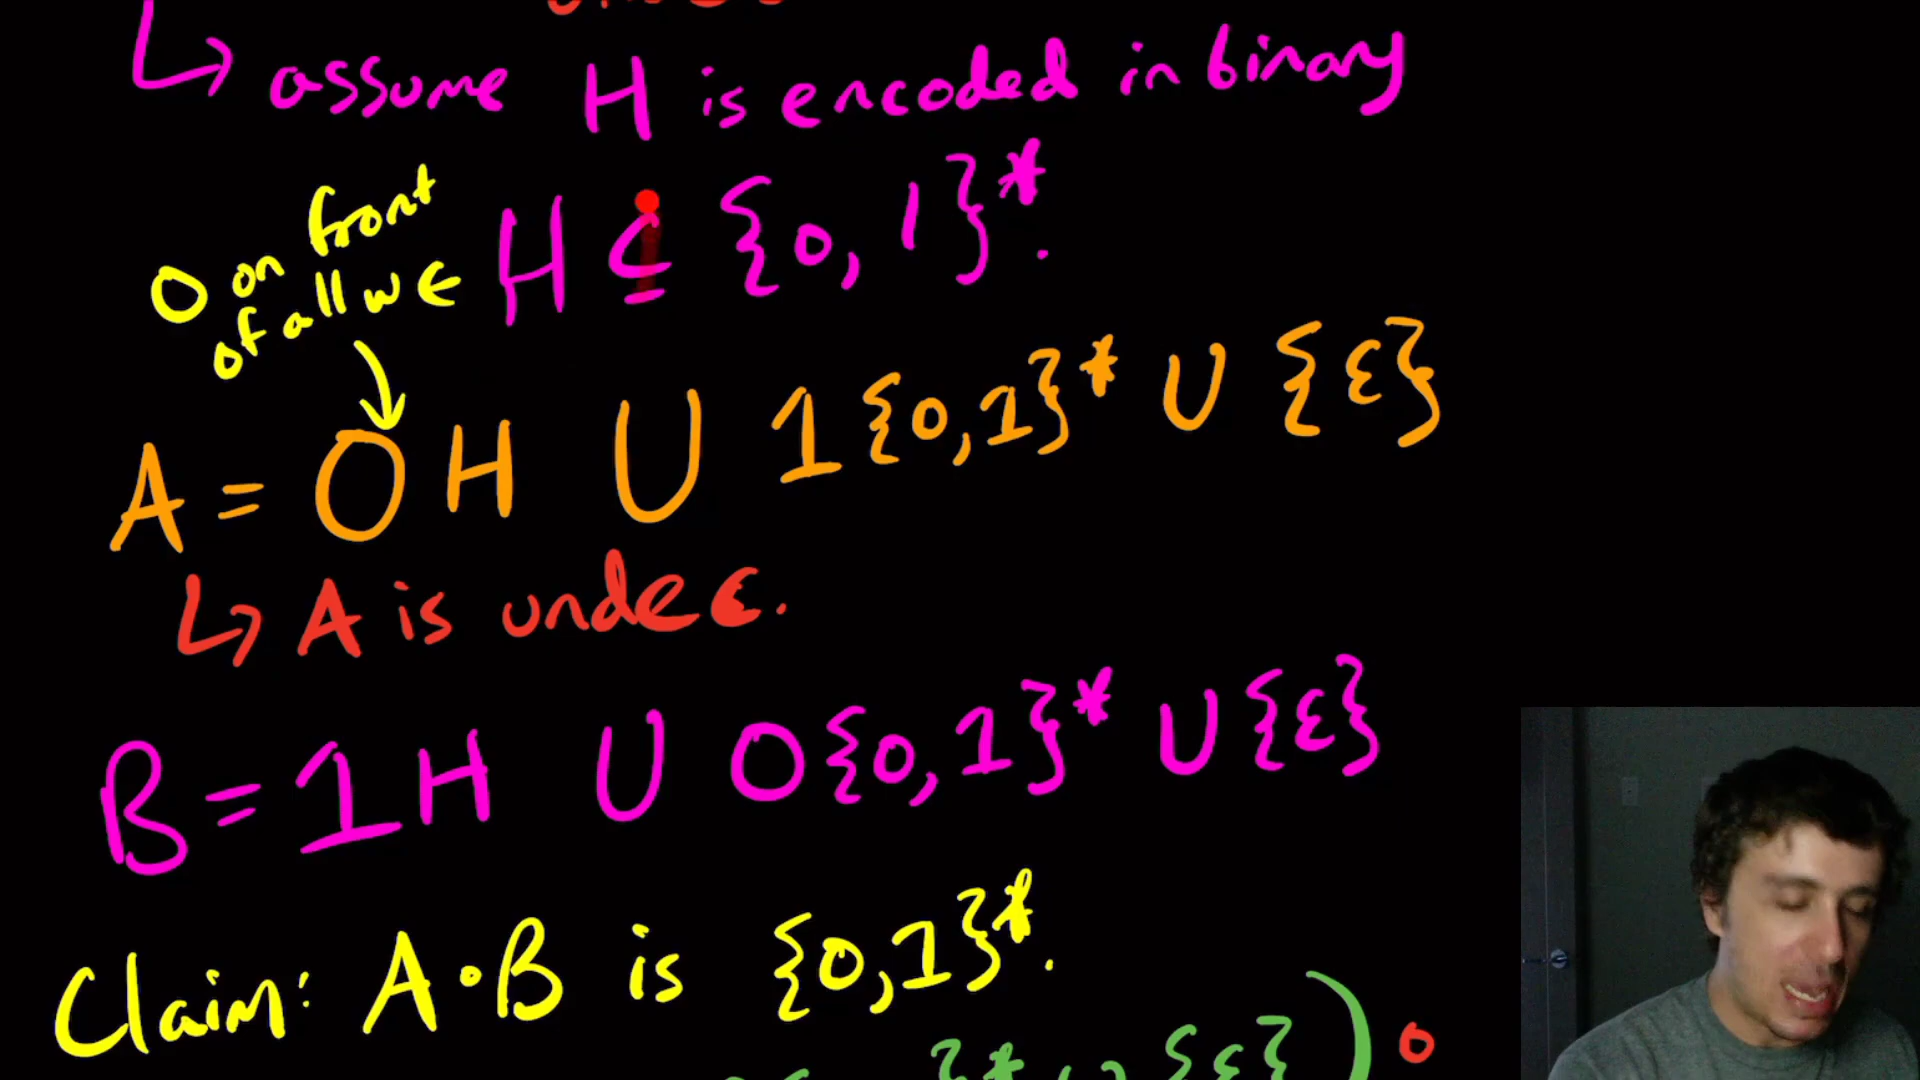 ↳ assume H is encoded in binary
0 on front of all w ∈
H ⊆ {0, 1}*.
A = 0H ∪ 1{0,1}* ∪ {ε}
↳ A is undec.
B = 1H ∪ 0{0,1}* ∪ {ε}
Claim: A · B is {0,1}*.
}* ∪ {ε}) ∘